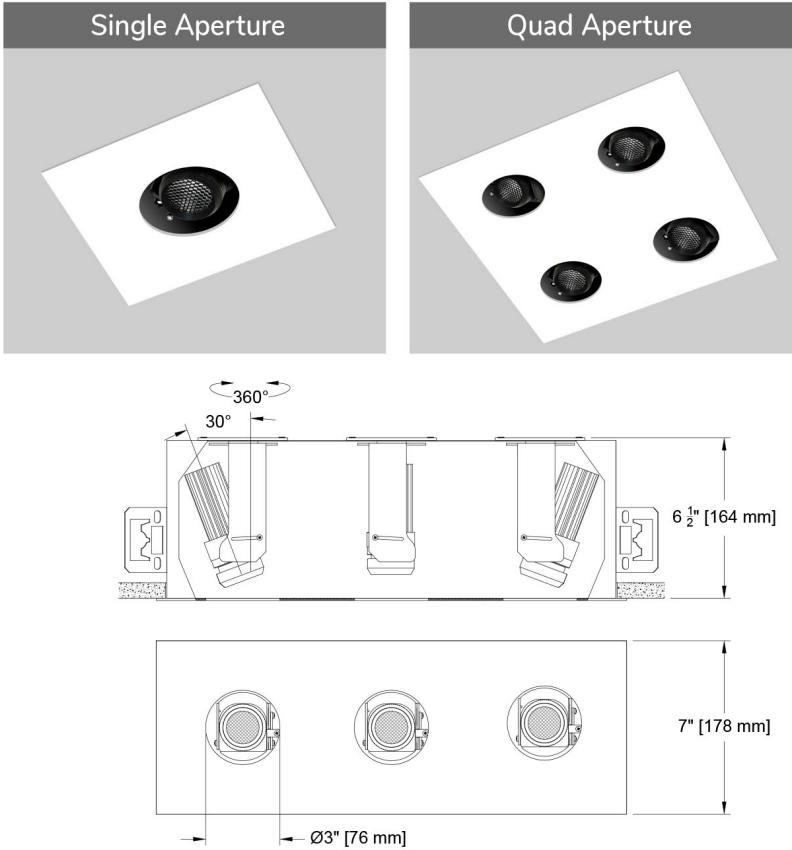 Single Aperture
Quad Aperture
360°
30°
6 1/2" [164 mm]
7" [178 mm]
Ø3" [76 mm]